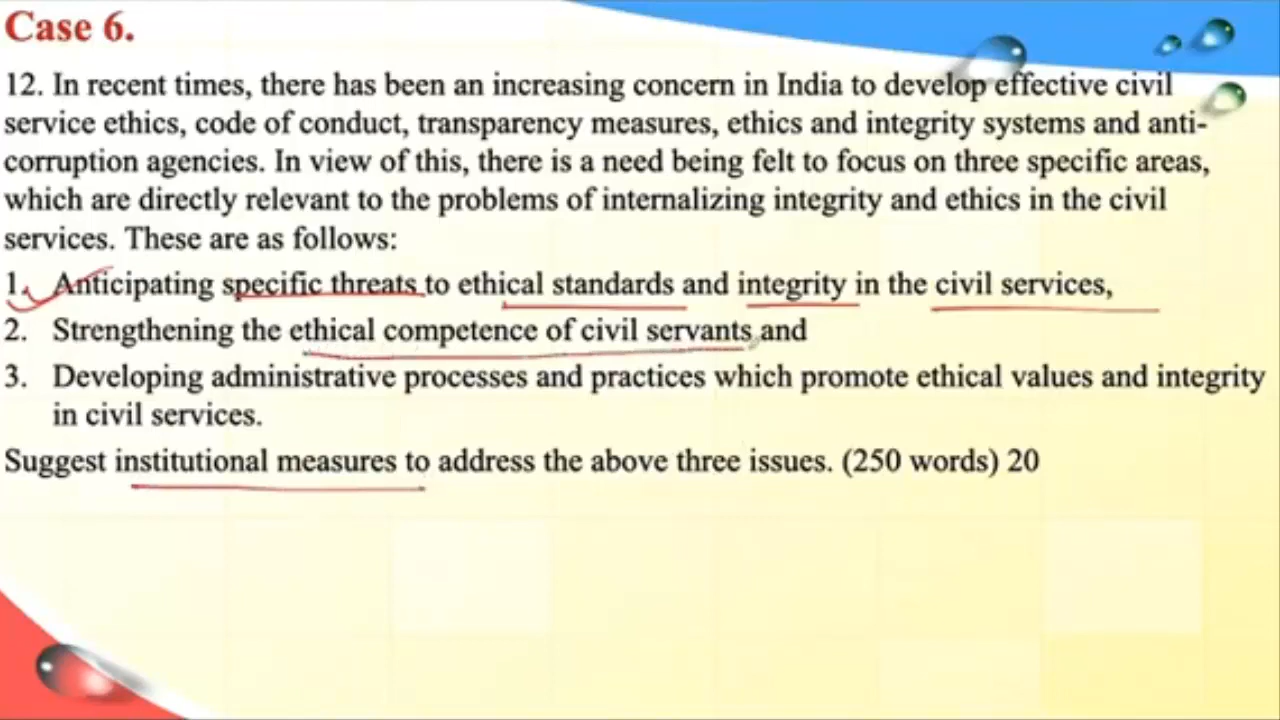 Case 6.
12. In recent times, there has been an increasing concern in India to develop effective civil
service ethics, code of conduct, transparency measures, ethics and integrity systems and anti-
corruption agencies. In view of this, there is a need being felt to focus on three specific areas,
which are directly relevant to the problems of internalizing integrity and ethics in the civil
services. These are as follows:
1. Anticipating specific threats to ethical standards and integrity in the civil services,
2. Strengthening the ethical competence of civil servants and
3. Developing administrative processes and practices which promote ethical values and integrity
in civil services.
Suggest institutional measures to address the above three issues. (250 words) 20